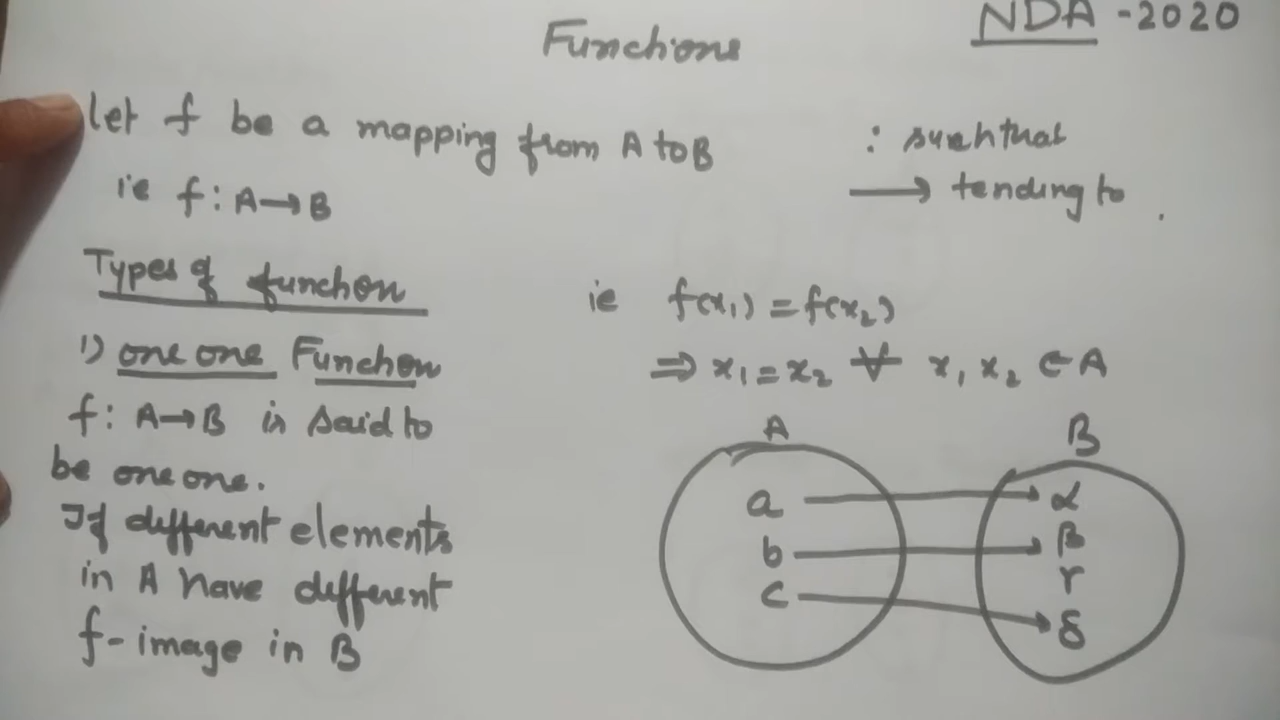 NDA - 2020
Functions
let f be a mapping from A to B
ie f : A → B
: such that
→ tending to
Types of function
1) one one Function
f : A → B is said to
be one one.
If different elements
in A have different
f-image in B
ie f(x₁) = f(x₂)
⇒ x₁ = x₂ ∀ x₁ x₂ ∈ A
A B
a α
b β
c γ
δ